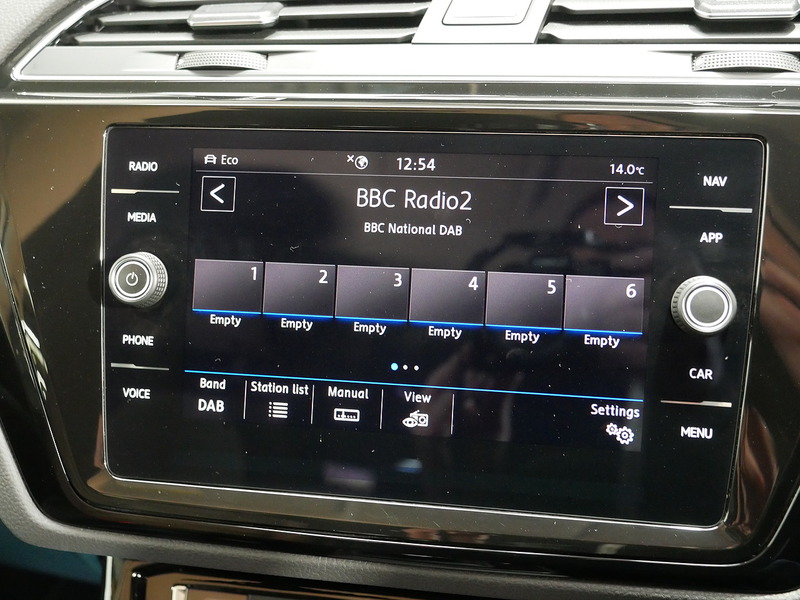 RADIO
MEDIA
PHONE
VOICE
Eco 12:54 14.0°C
< BBC Radio2 >
BBC National DAB
1 2 3 4 5 6
Empty Empty Empty Empty Empty Empty
Band Station list Manual View Settings
DAB
NAV
APP
CAR
MENU